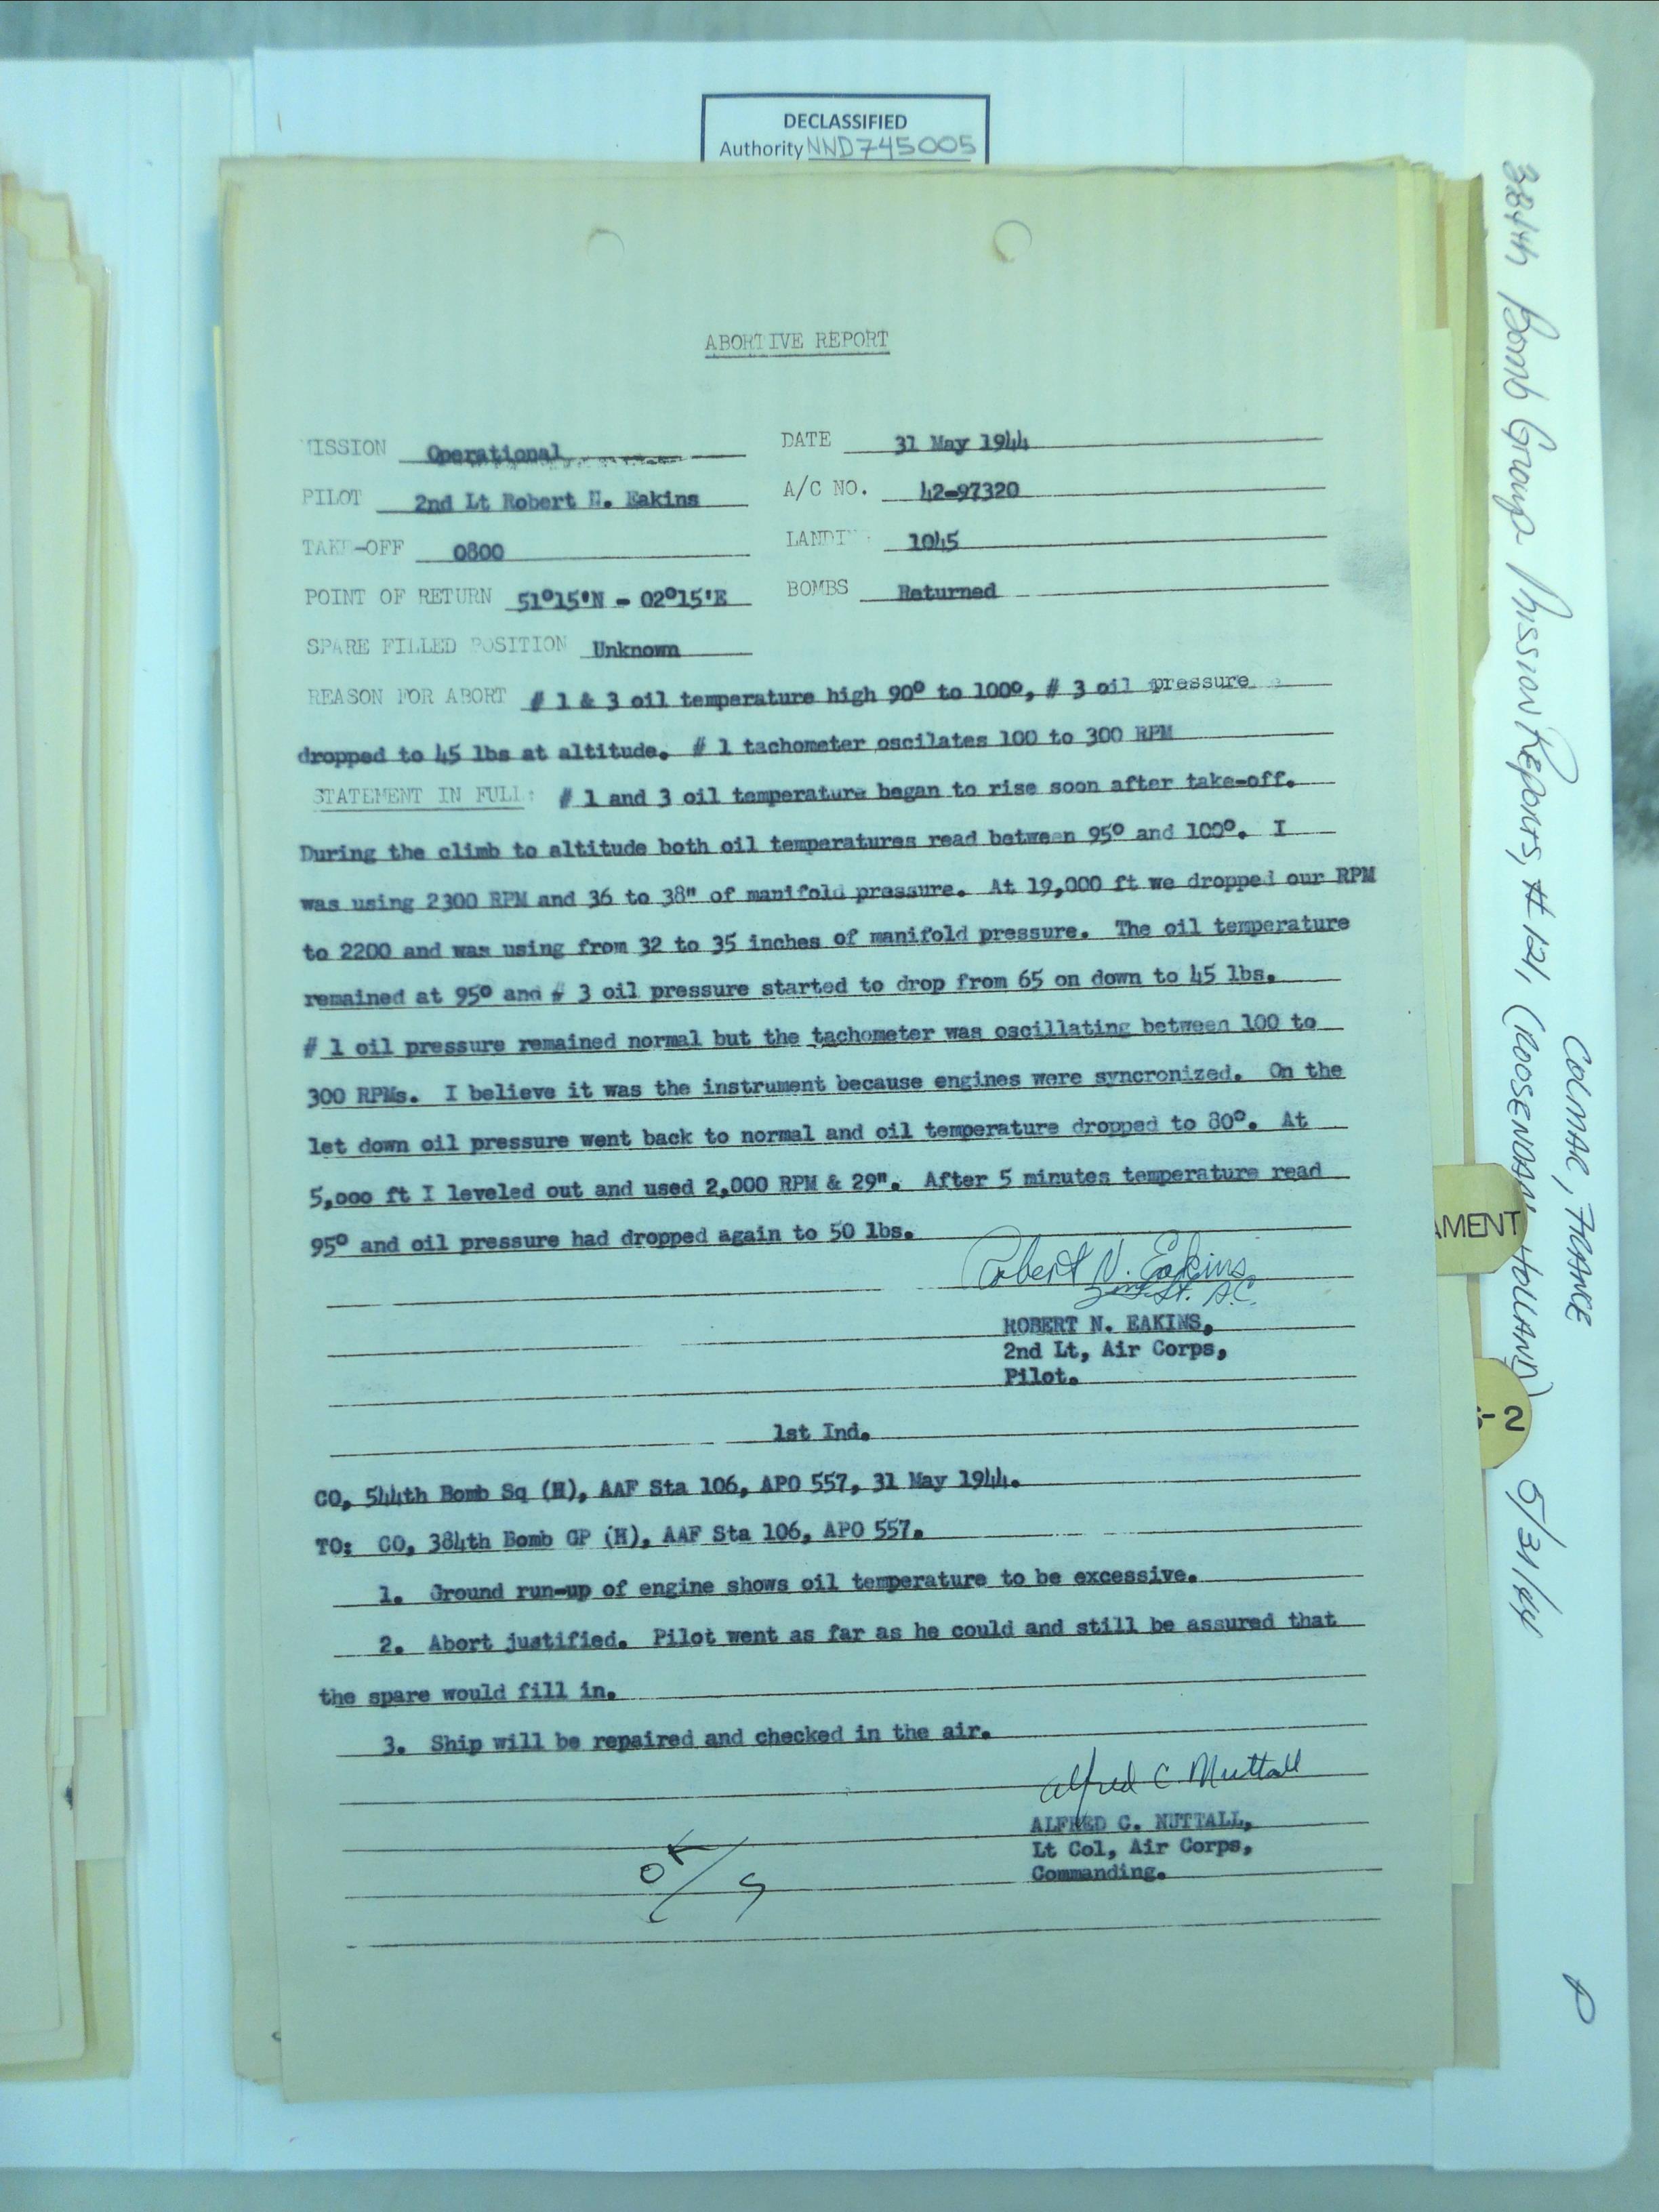 DECLASSIFIED
Authority NND745005
ABORTIVE REPORT
MISSION Operational
DATE 31 May 1944
PILOT 2nd Lt Robert N. Eakins
A/C NO. 42-97320
TAKE-OFF 0800
LANDING 1045
POINT OF RETURN 51°15'N - 02°15'E
BOMBS Returned
SPARE FILLED POSITION Unknown
REASON FOR ABORT # 1 & 3 oil temperature high 90° to 100°, # 3 oil pressure
dropped to 45 lbs at altitude. # 1 tachometer oscilates 100 to 300 RPM
STATEMENT IN FULL: # 1 and 3 oil temperature began to rise soon after take-off.
During the climb to altitude both oil temperatures read between 95° and 100°. I
was using 2300 RPM and 36 to 38" of manifold pressure. At 19,000 ft we dropped our RPM
to 2200 and was using from 32 to 35 inches of manifold pressure. The oil temperature
remained at 95° and # 3 oil pressure started to drop from 65 on down to 45 lbs.
# 1 oil pressure remained normal but the tachometer was oscillating between 100 to
300 RPMs. I believe it was the instrument because engines were syncronized. On the
let down oil pressure went back to normal and oil temperature dropped to 80°. At
5,000 ft I leveled out and used 2,000 RPM & 29". After 5 minutes temperature read
95° and oil pressure had dropped again to 50 lbs.
Robert N. Eakins
2nd Lt. A.C.
ROBERT N. EAKINS,
2nd Lt, Air Corps,
Pilot.
1st Ind.
CO, 544th Bomb Sq (H), AAF Sta 106, APO 557, 31 May 1944.
TO: CO, 384th Bomb GP (H), AAF Sta 106, APO 557.
1. Ground run-up of engine shows oil temperature to be excessive.
2. Abort justified. Pilot went as far as he could and still be assured that
the spare would fill in.
3. Ship will be repaired and checked in the air.
Alfred C. Nuttall
ALFRED C. NUTTALL,
Lt Col, Air Corps,
Commanding.
OK
384th Bomb Group Mission Reports, #121, (ROOSENDAAL, HOLLAND) 5/31/44
COLMAR, FRANCE
AMENT
-2